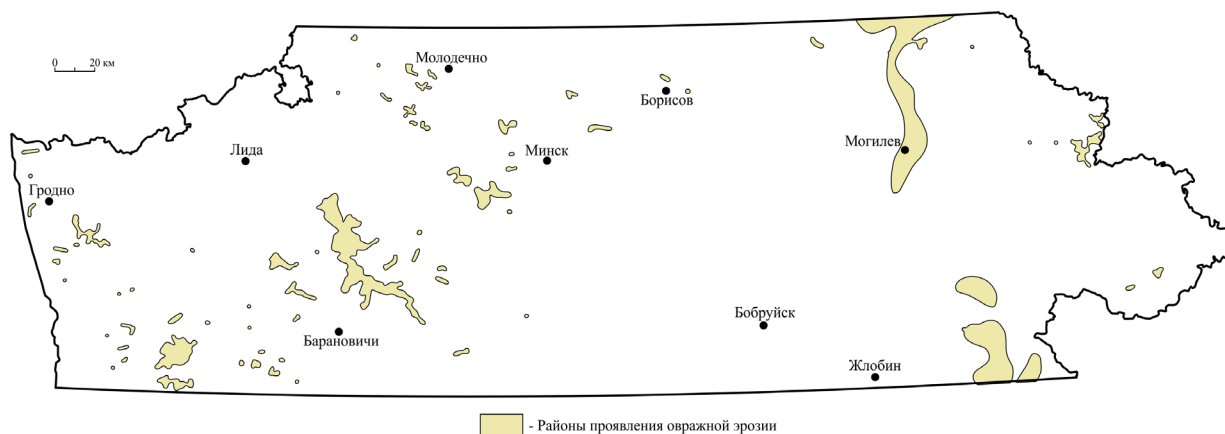 Молодечно
0 20 км
Борисов
Могилев
Лида
Минск
Гродно
Бобруйск
Барановичи
Жлобин
- Районы проявления овражной эрозии